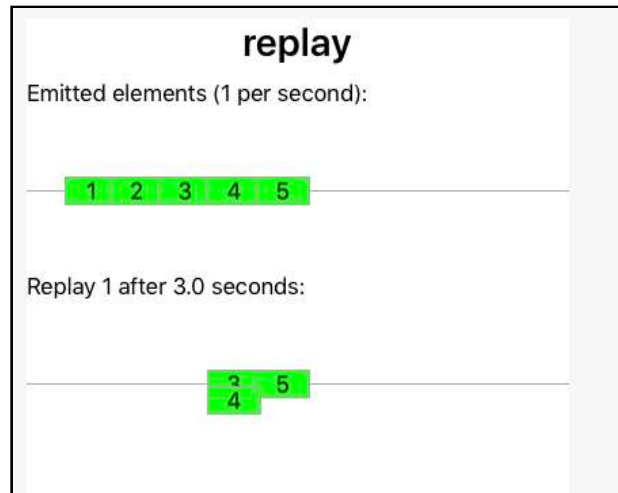 replay
Emitted elements (1 per second):
1 2 3 4 5
Replay 1 after 3.0 seconds:
3 5
4